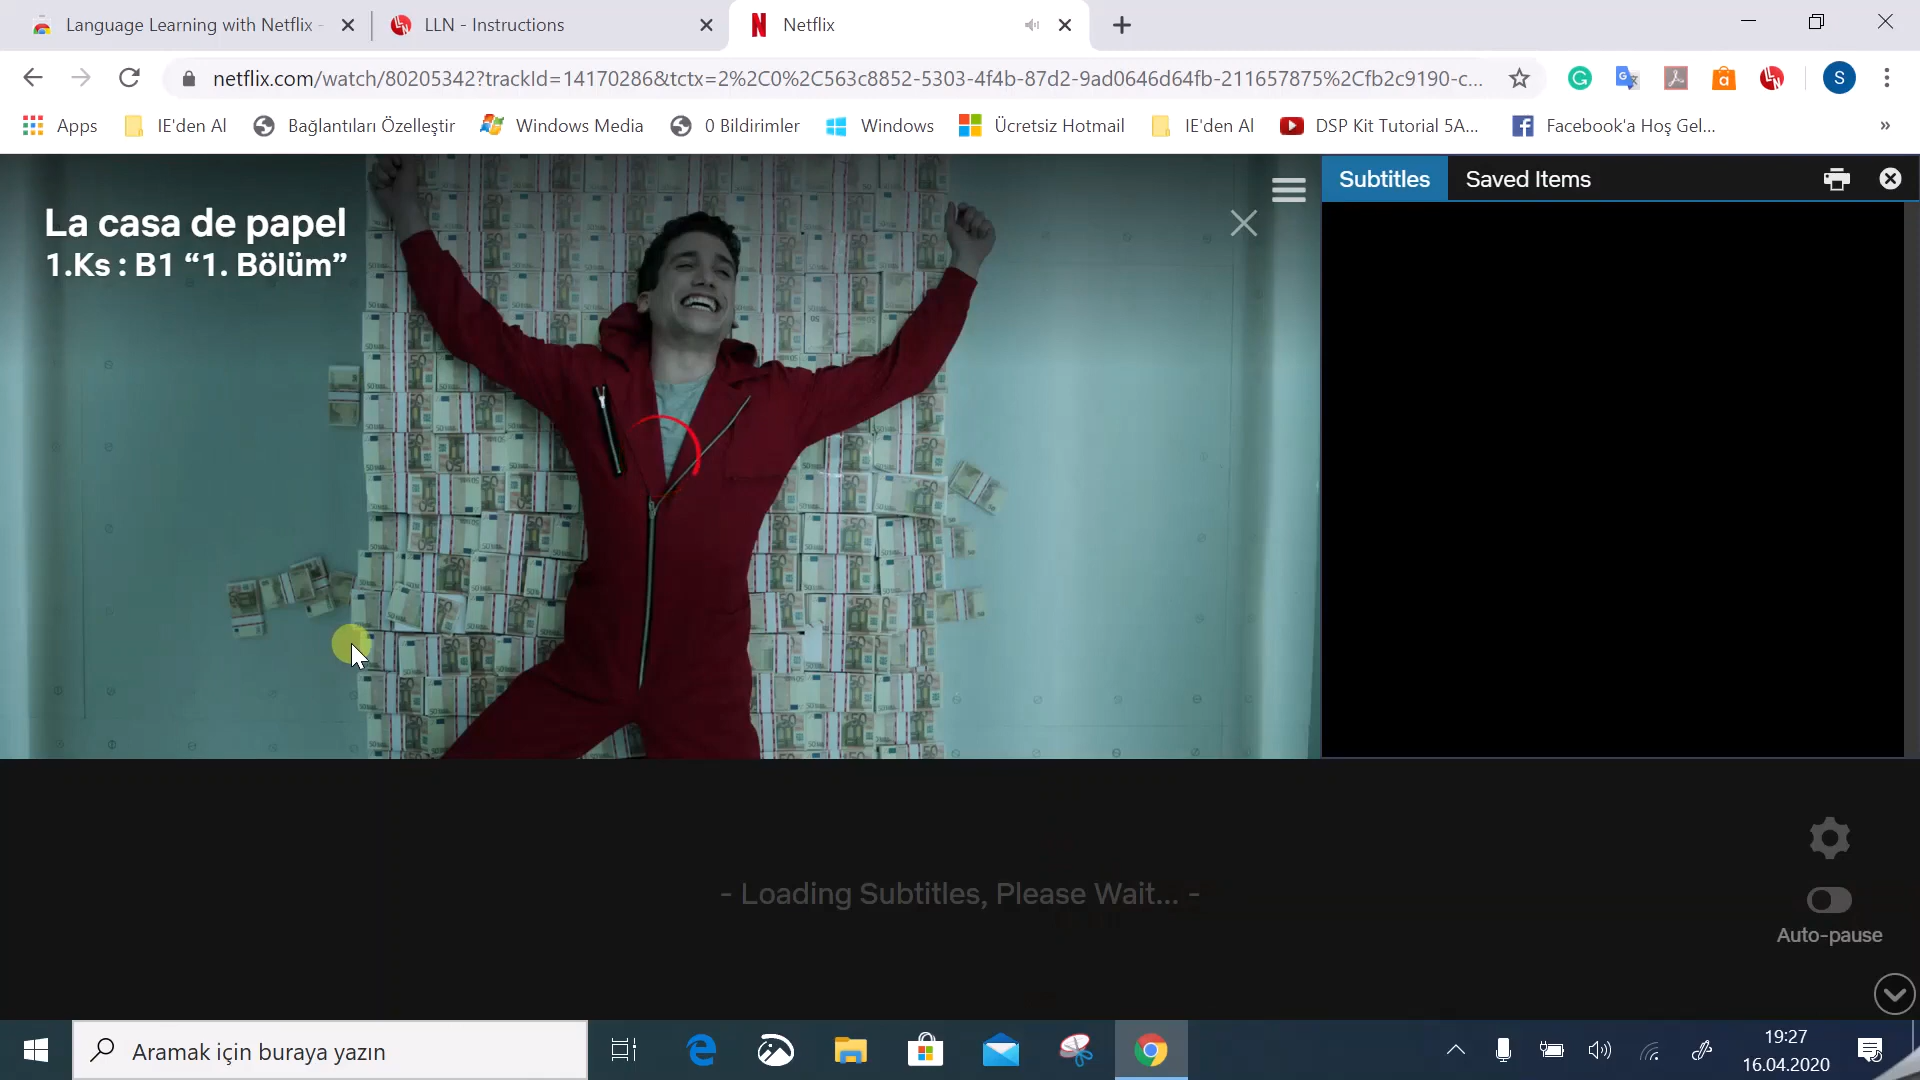 Language Learning with Netflix -
LLN - Instructions
Netflix
netflix.com/watch/80205342?trackId=14170286&tctx=2%2C0%2C563c8852-5303-4f4b-87d2-9ad0646d64fb-211657875%2Cfb2c9190-c...
S
Apps
IE'den Al
Bağlantıları Özelleştir
Windows Media
0 Bildirimler
Windows
Ücretsiz Hotmail
IE'den Al
DSP Kit Tutorial 5A...
Facebook'a Hoş Gel...
»
La casa de papel
1.Ks : B1 “1. Bölüm”
Subtitles
Saved Items
- Loading Subtitles, Please Wait... -
Auto-pause
Aramak için buraya yazın
19:27
16.04.2020